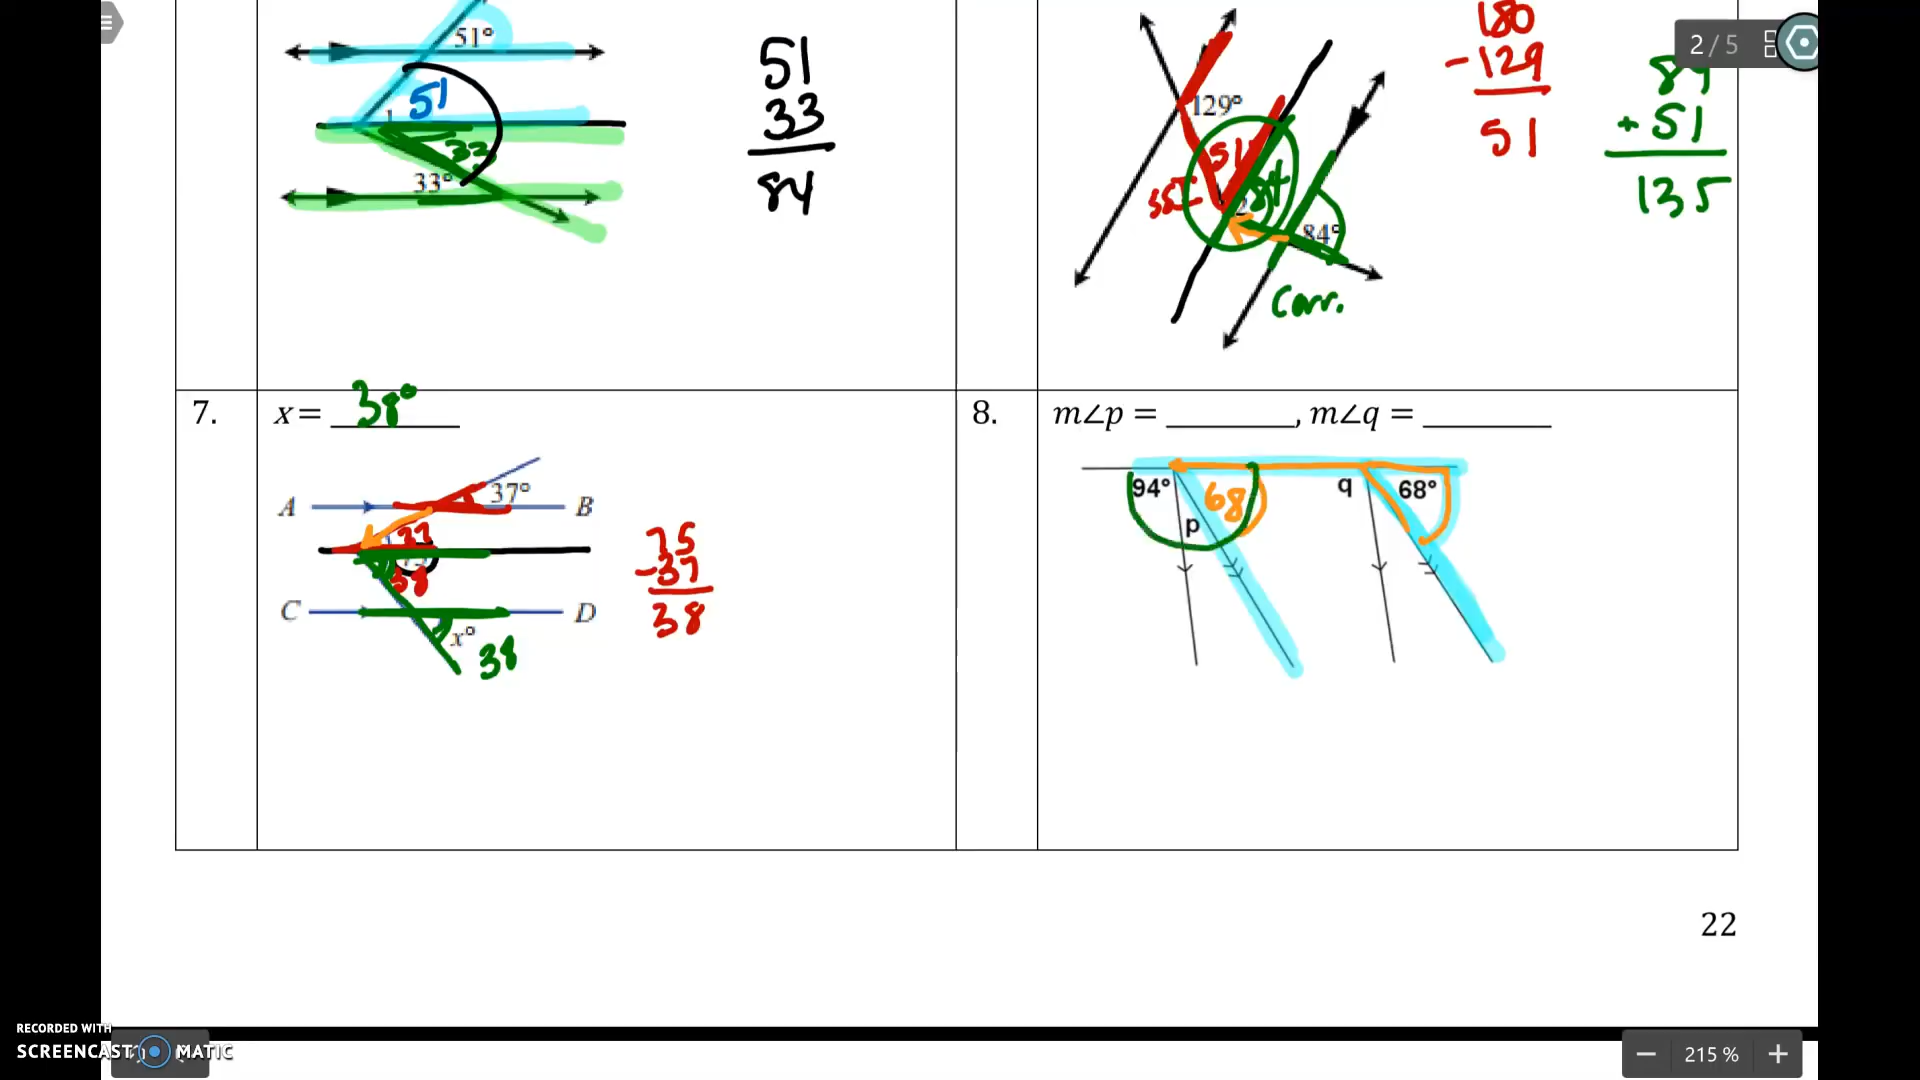 51°
51
33
33°
51
33
84
129°
51
84
84°
Corr.
180
-129
51
84
+ 51
135
2 / 5
7.
x = 38°
A
37°
B
37
38
C
D
x°
38
75
-37
38
8.
m∠p = ________, m∠q = ________
94°
68
p
q
68°
22
RECORDED WITH
SCREENCAST MATIC
215 %